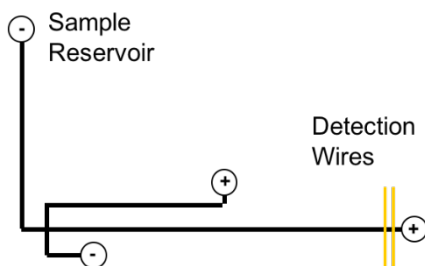 - Sample
Reservoir
Detection
Wires
+
+
-